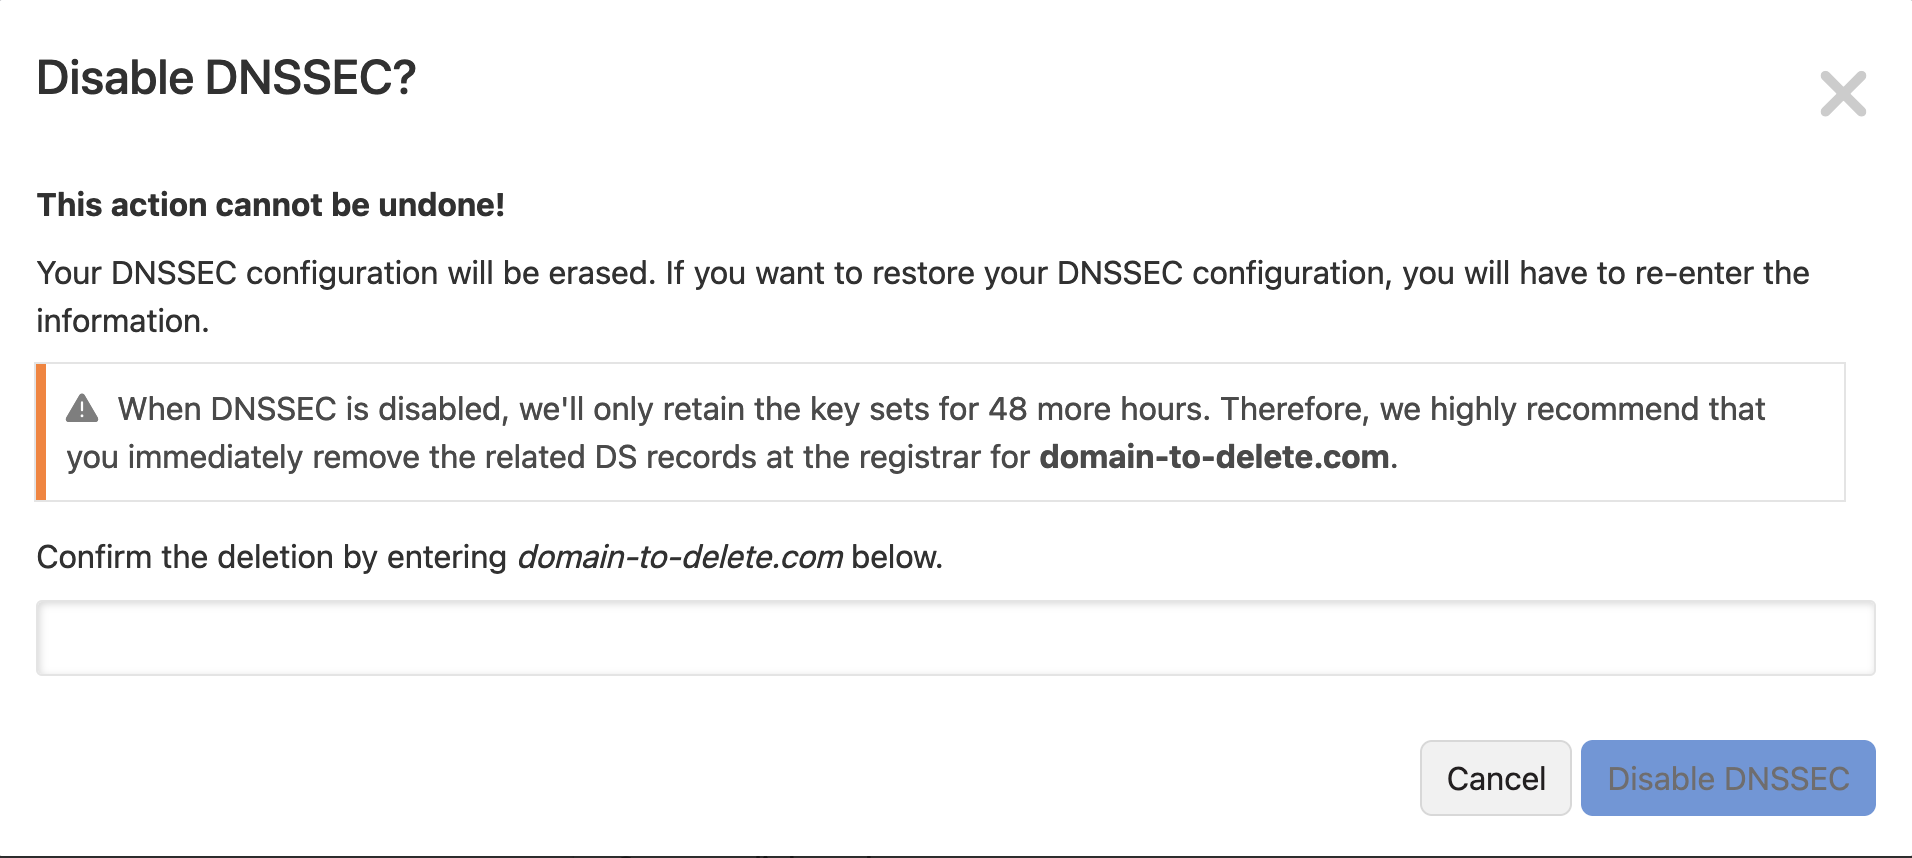 Disable DNSSEC?
This action cannot be undone!
Your DNSSEC configuration will be erased. If you want to restore your DNSSEC configuration, you will have to re-enter the
information.
When DNSSEC is disabled, we'll only retain the key sets for 48 more hours. Therefore, we highly recommend that
you immediately remove the related DS records at the registrar for domain-to-delete.com.
Confirm the deletion by entering domain-to-delete.com below.
Cancel
Disable DNSSEC